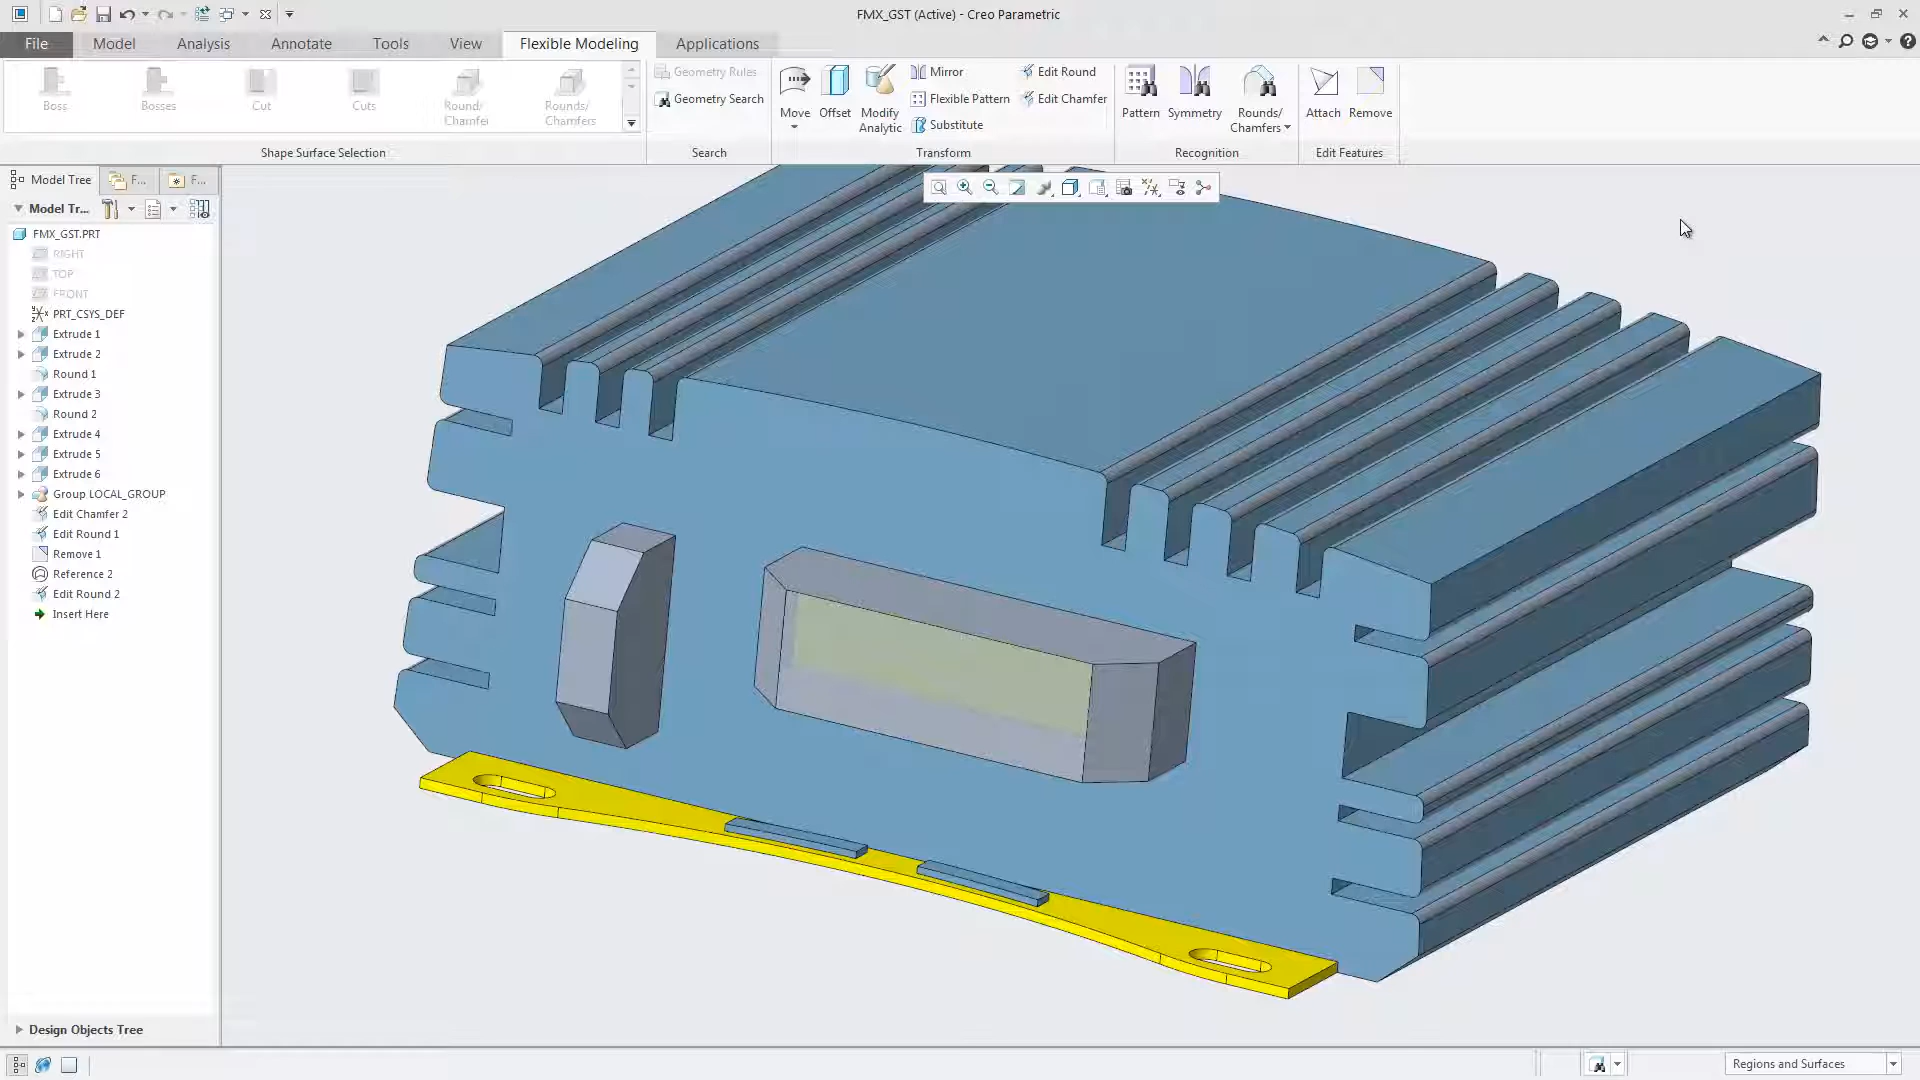 FMX_GST (Active) - Creo Parametric
File Model Analysis Annotate Tools View Flexible Modeling Applications
Boss
Bosses
Cut
Cuts
Round/
Chamfer
Rounds/
Chamfers
Shape Surface Selection
Geometry Rules
Geometry Search
Search
Move
Offset
Modify
Analytic
Mirror
Flexible Pattern
Substitute
Edit Round
Edit Chamfer
Transform
Pattern
Symmetry
Rounds/
Chamfers
Recognition
Attach
Remove
Edit Features
Model Tree F... F...
Model Tr...
FMX_GST.PRT
RIGHT
TOP
FRONT
PRT_CSYS_DEF
Extrude 1
Extrude 2
Round 1
Extrude 3
Round 2
Extrude 4
Extrude 5
Extrude 6
Group LOCAL_GROUP
Edit Chamfer 2
Edit Round 1
Remove 1
Reference 2
Edit Round 2
Insert Here
Design Objects Tree
Regions and Surfaces